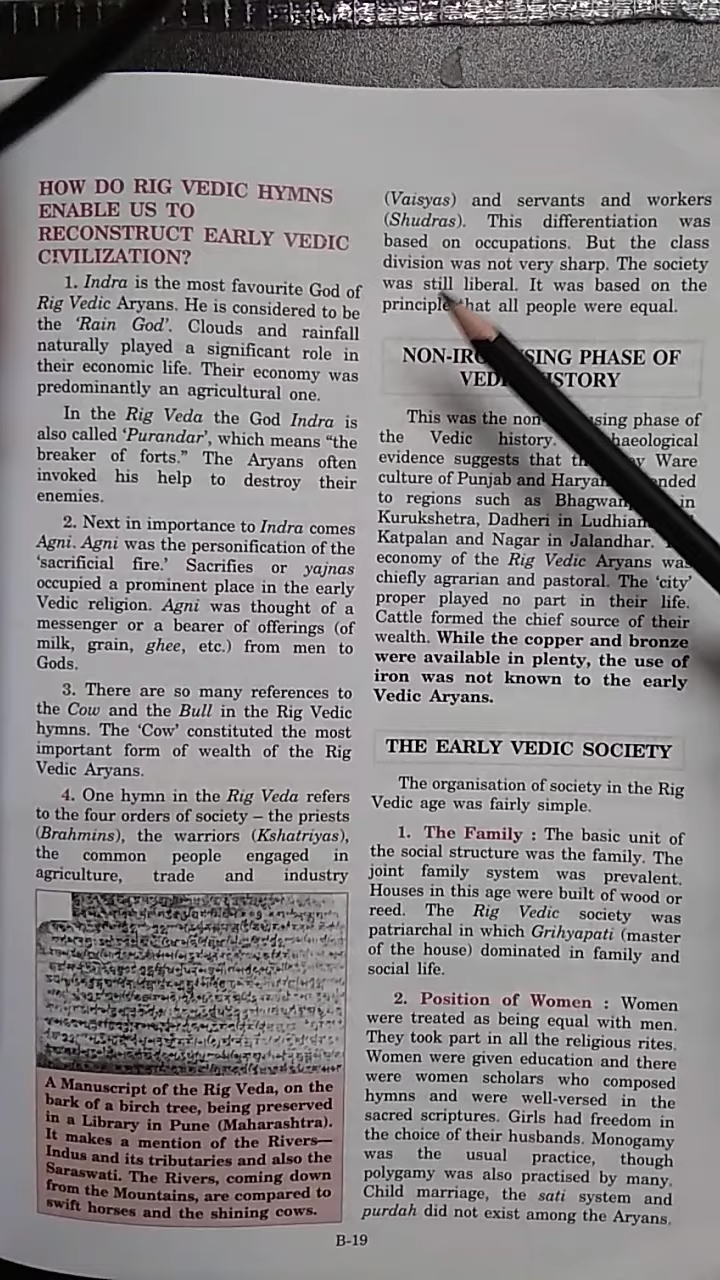 HOW DO RIG VEDIC HYMNS
ENABLE US TO
RECONSTRUCT EARLY VEDIC
CIVILIZATION?
1. Indra is the most favourite God of
Rig Vedic Aryans. He is considered to be
the 'Rain God'. Clouds and rainfall
naturally played a significant role in
their economic life. Their economy was
predominantly an agricultural one.
In the Rig Veda the God Indra is
also called 'Purandar', which means "the
breaker of forts." The Aryans often
invoked his help to destroy their
enemies.
2. Next in importance to Indra comes
Agni. Agni was the personification of the
'sacrificial fire.' Sacrifies or yajnas
occupied a prominent place in the early
Vedic religion. Agni was thought of a
messenger or a bearer of offerings (of
milk, grain, ghee, etc.) from men to
Gods.
3. There are so many references to
the Cow and the Bull in the Rig Vedic
hymns. The 'Cow' constituted the most
important form of wealth of the Rig
Vedic Aryans.
4. One hymn in the Rig Veda refers
to the four orders of society – the priests
(Brahmins), the warriors (Kshatriyas),
the common people engaged in
agriculture, trade and industry
A Manuscript of the Rig Veda, on the
bark of a birch tree, being preserved
in a Library in Pune (Maharashtra).
It makes a mention of the Rivers—
Indus and its tributaries and also the
Saraswati. The Rivers, coming down
from the Mountains, are compared to
swift horses and the shining cows.
(Vaisyas) and servants and workers
(Shudras). This differentiation was
based on occupations. But the class
division was not very sharp. The society
was still liberal. It was based on the
principle that all people were equal.
PHASE OF
This was the phase of
the Vedic history.
evidence suggests that Ware
culture of Punjab and
to regions such as in
Kurukshetra, Dadheri in
Katpalan and Nagar in Jalandhar.
economy of the Rig Vedic Aryans was
chiefly agrarian and pastoral. The 'city'
proper played no part in their life.
Cattle formed the chief source of their
wealth. While the copper and bronze
were available in plenty, the use of
iron was not known to the early
Vedic Aryans.
THE EARLY VEDIC SOCIETY
The organisation of society in the Rig
Vedic age was fairly simple.
1. The Family : The basic unit of
the social structure was the family. The
joint family system was prevalent.
Houses in this age were built of wood or
reed. The Rig Vedic society was
patriarchal in which Grihyapati (master
of the house) dominated in family and
social life.
2. Position of Women : Women
were treated as being equal with men.
They took part in all the religious rites.
Women were given education and there
were women scholars who composed
hymns and were well-versed in the
sacred scriptures. Girls had freedom in
the choice of their husbands. Monogamy
was the usual practice, though
polygamy was also practised by many.
Child marriage, the sati system and
purdah did not exist among the Aryans.
B-19